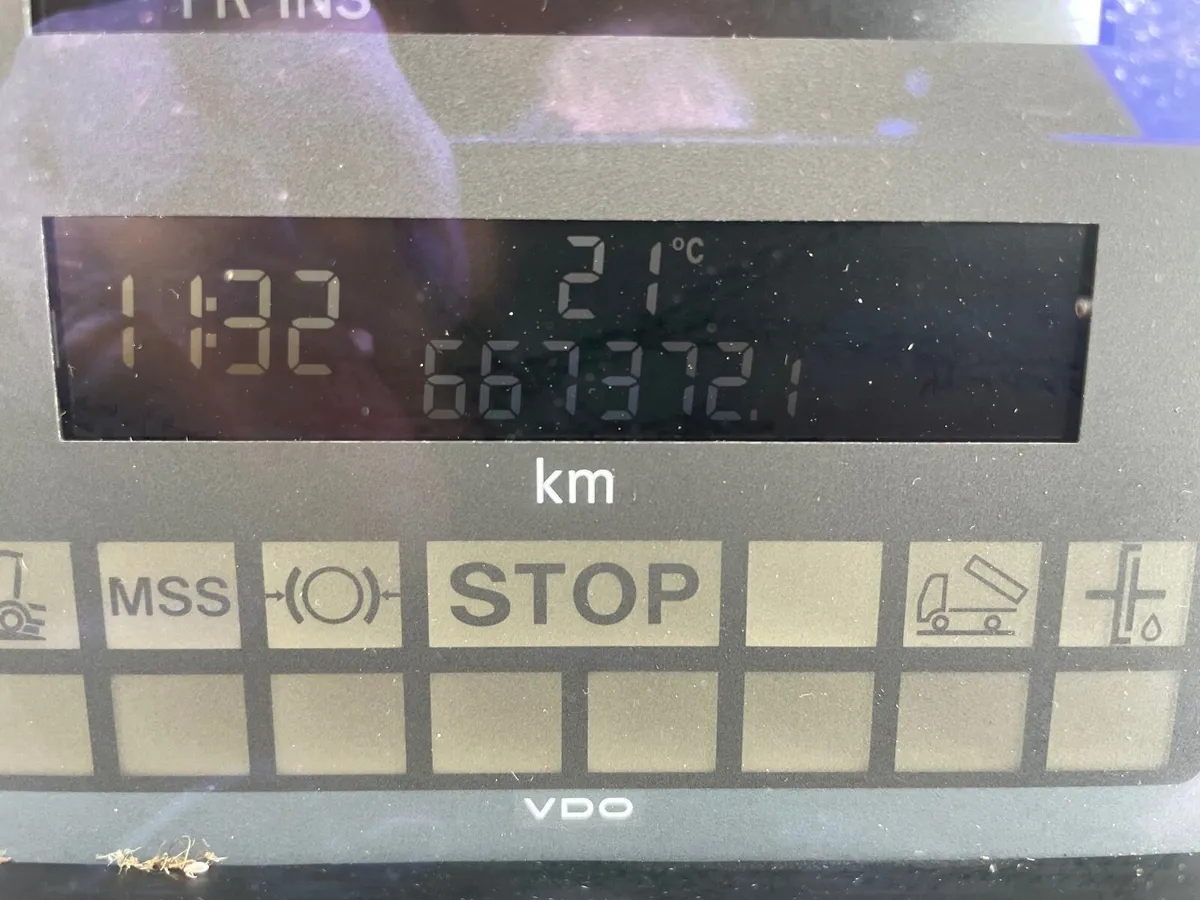 21°C
11:32
667372.1
km
MSS
STOP
VDO